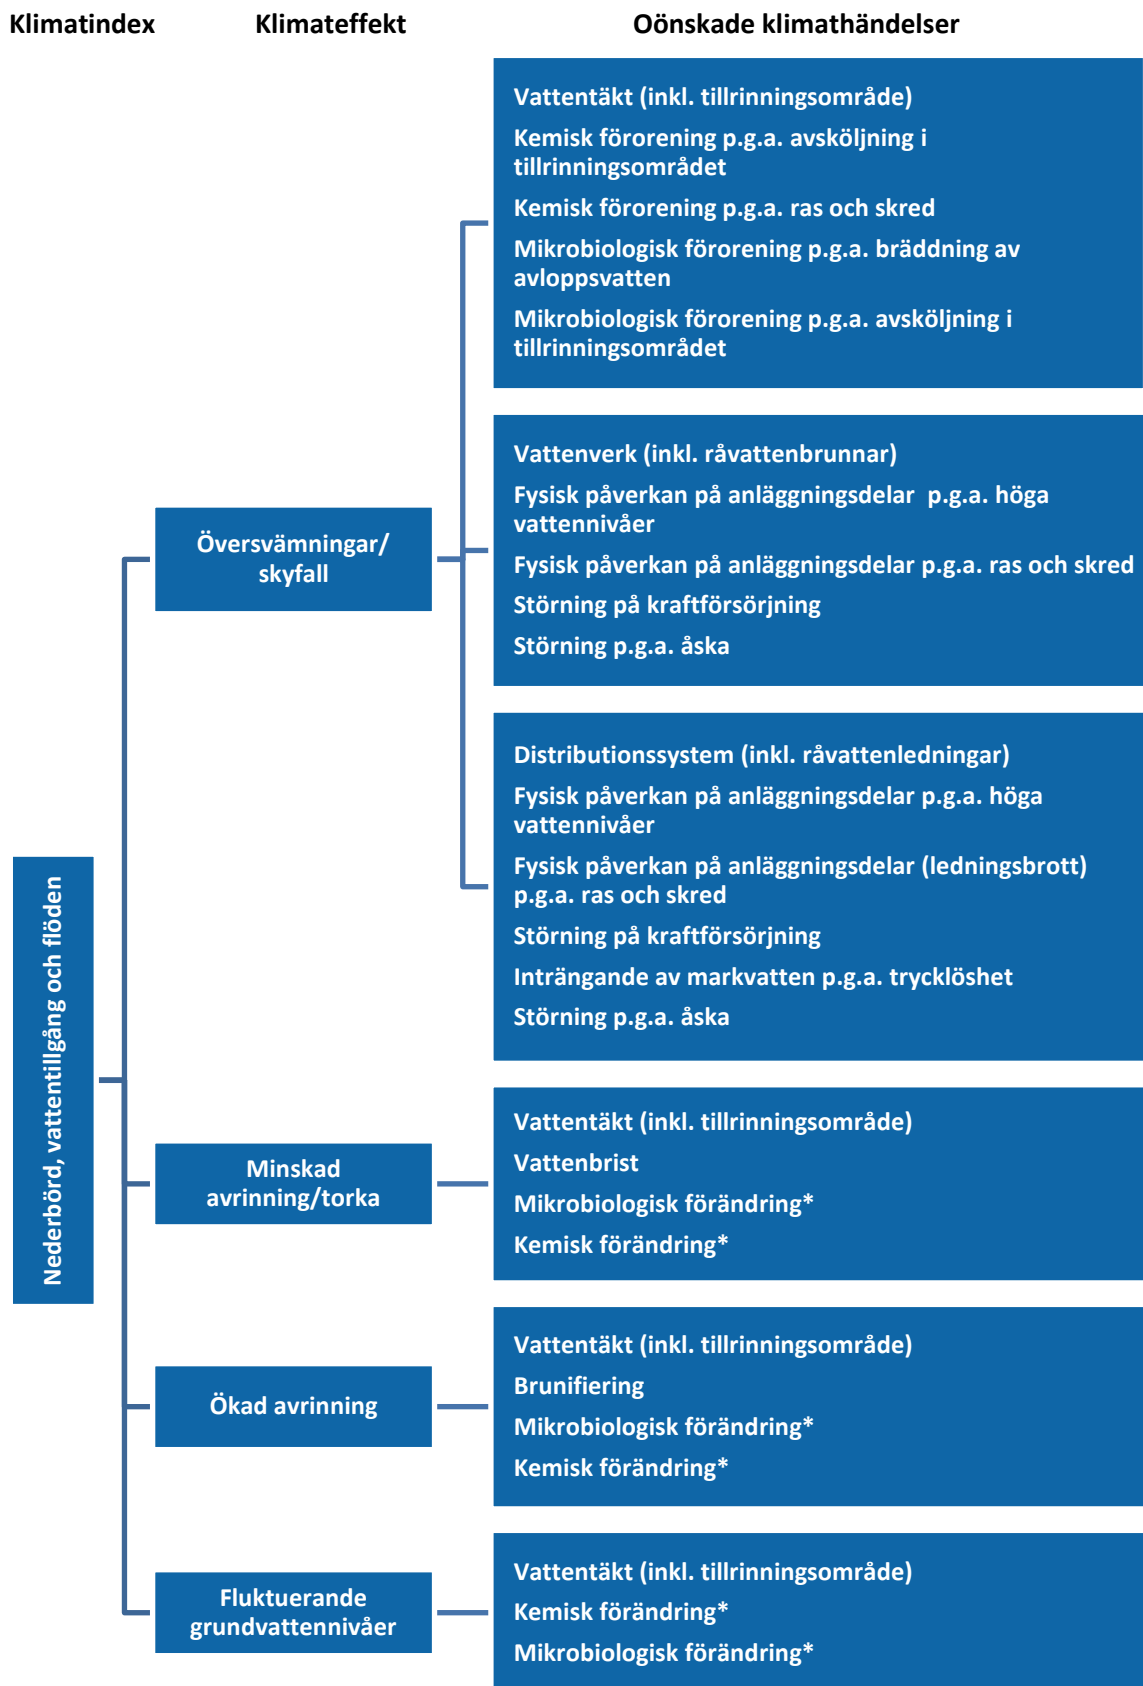 Klimatindex
Klimateffekt
Oönskade klimathändelser
Nederbörd, vattentillgång och flöden
Översvämningar/
skyfall
Vattentäkt (inkl. tillrinningsområde)
Kemisk förorening p.g.a. avsköljning i
tillrinningsområdet
Kemisk förorening p.g.a. ras och skred
Mikrobiologisk förorening p.g.a. bräddning av
avloppsvatten
Mikrobiologisk förorening p.g.a. avsköljning i
tillrinningsområdet
Vattenverk (inkl. råvattenbrunnar)
Fysisk påverkan på anläggningsdelar  p.g.a. höga
vattennivåer
Fysisk påverkan på anläggningsdelar p.g.a. ras och skred
Störning på kraftförsörjning
Störning p.g.a. åska
Distributionssystem (inkl. råvattenledningar)
Fysisk påverkan på anläggningsdelar p.g.a. höga
vattennivåer
Fysisk påverkan på anläggningsdelar (ledningsbrott)
p.g.a. ras och skred
Störning på kraftförsörjning
Inträngande av markvatten p.g.a. trycklöshet
Störning p.g.a. åska
Minskad
avrinning/torka
Vattentäkt (inkl. tillrinningsområde)
Vattenbrist
Mikrobiologisk förändring*
Kemisk förändring*
Ökad avrinning
Vattentäkt (inkl. tillrinningsområde)
Brunifiering
Mikrobiologisk förändring*
Kemisk förändring*
Fluktuerande
grundvattennivåer
Vattentäkt (inkl. tillrinningsområde)
Kemisk förändring*
Mikrobiologisk förändring*